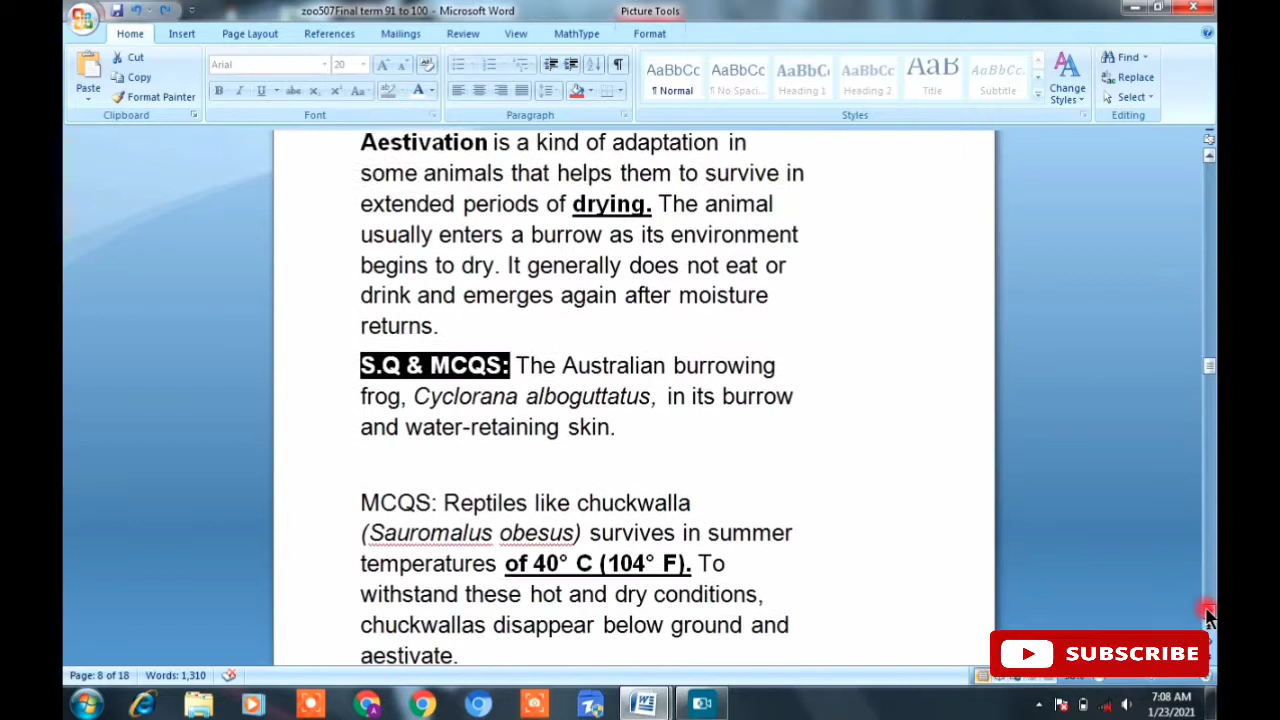 zoo507Final term 91 to 100 - Microsoft Word
Picture Tools
Home Insert Page Layout References Mailings Review View MathType Format
Paste
Cut
Copy
Format Painter
Clipboard
Arial 20
Font
Paragraph
AaBbCc AaBbCc AaBbCc AaBbCc AaB AaBbCc
¶ Normal No Spaci... Heading 1 Heading 2 Title Subtitle
Styles
Change Styles
Find
Replace
Select
Editing
Aestivation is a kind of adaptation in
some animals that helps them to survive in
extended periods of drying. The animal
usually enters a burrow as its environment
begins to dry. It generally does not eat or
drink and emerges again after moisture
returns.
S.Q & MCQS: The Australian burrowing
frog, Cyclorana alboguttatus, in its burrow
and water-retaining skin.
MCQS: Reptiles like chuckwalla
(Sauromalus obesus) survives in summer
temperatures of 40° C (104° F). To
withstand these hot and dry conditions,
chuckwallas disappear below ground and
aestivate.
SUBSCRIBE
Page: 8 of 18 Words: 1,310
7:08 AM
1/23/2021